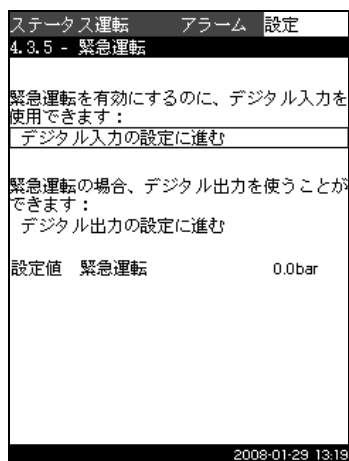 ステータス運転 アラーム 設定
4.3.5 - 緊急運転
緊急運転を有効にするのに、デジタル入力を
使用できます：
デジタル入力の設定に進む
緊急運転の場合、デジタル出力を使うことが
できます：
デジタル出力の設定に進む
設定値 緊急運転 0.0bar
2008-01-29 13:19